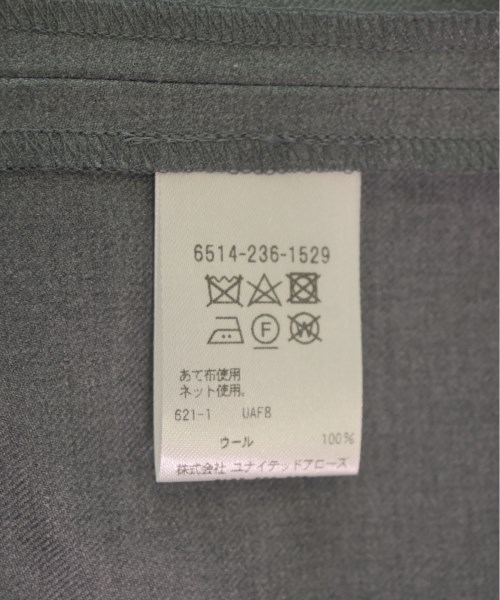 6514-236-1529
F W
あて布使用
ネット使用。
621-1 UAF8
ウール 100%
株式会社 ユナイテッドアローズ